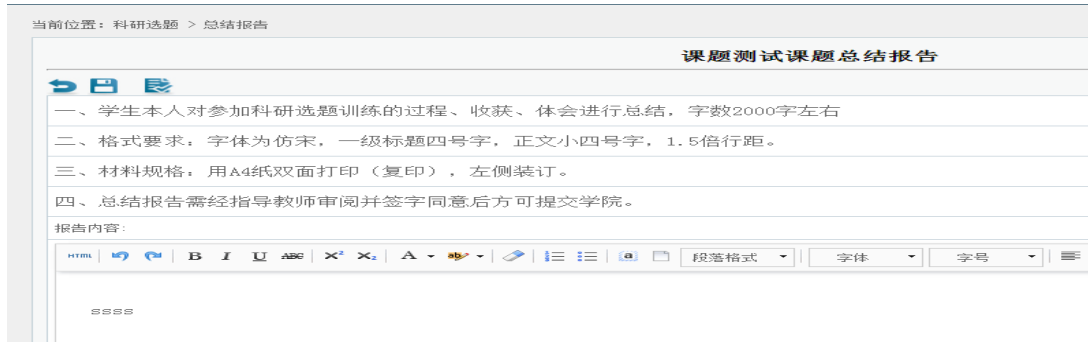 当前位置：科研选题 > 总结报告
课题测试课题总结报告
一、学生本人对参加科研选题训练的过程、收获、体会进行总结，字数2000字左右
二、格式要求：字体为仿宋，一级标题四号字，正文小四号字，1.5倍行距。
三、材料规格：用A4纸双面打印（复印），左侧装订。
四、总结报告需经指导教师审阅并签字同意后方可提交学院。
报告内容：
HTML B I U ABC X² X₂ A ab a 段落格式 字体 字号
ssss